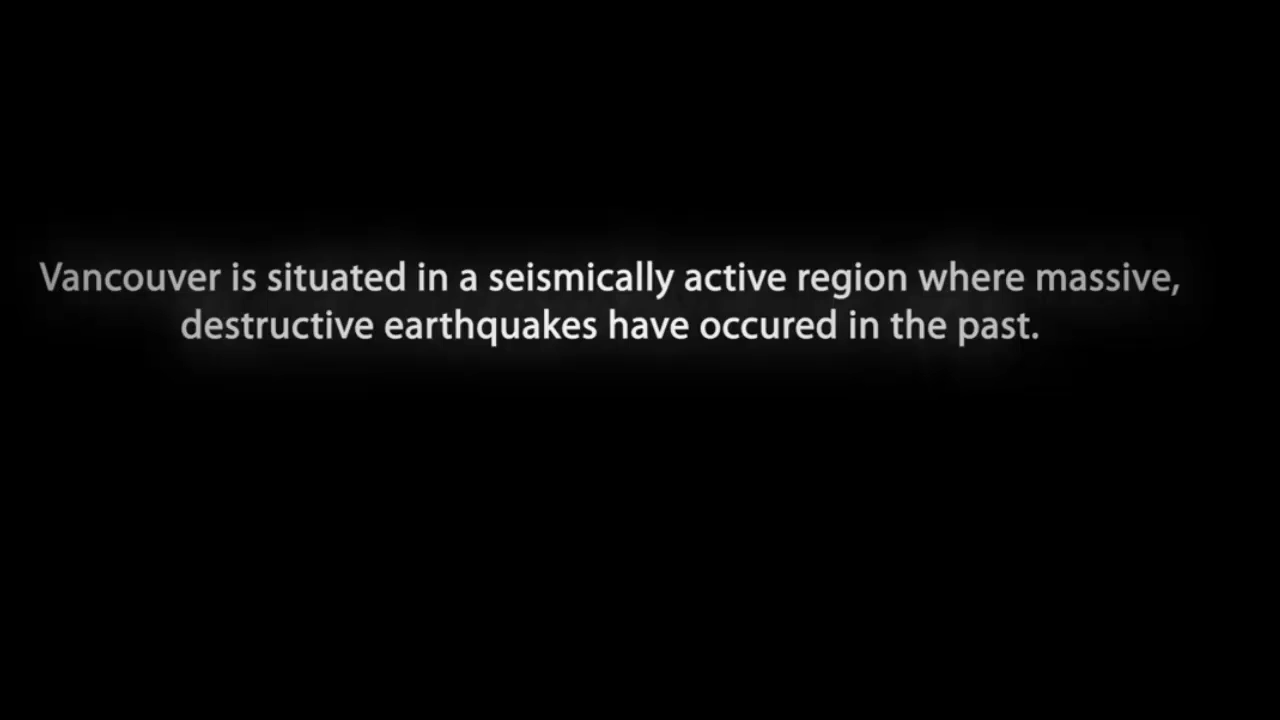 Vancouver is situated in a seismically active region where massive,
destructive earthquakes have occured in the past.